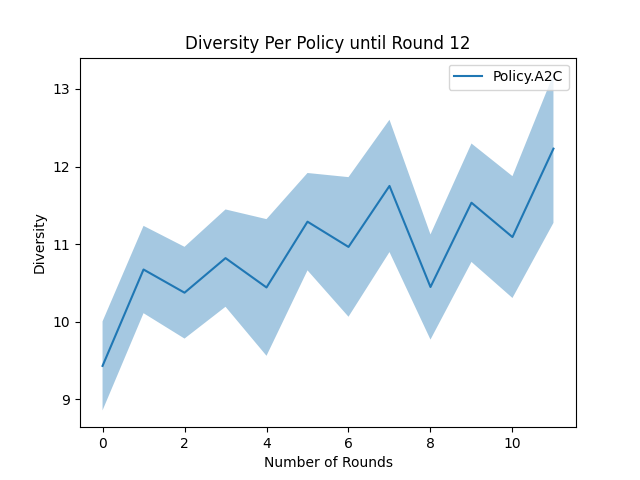 Diversity Per Policy until Round 12
Policy.A2C
13
12
11
10
9
Diversity
0 2 4 6 8 10
Number of Rounds